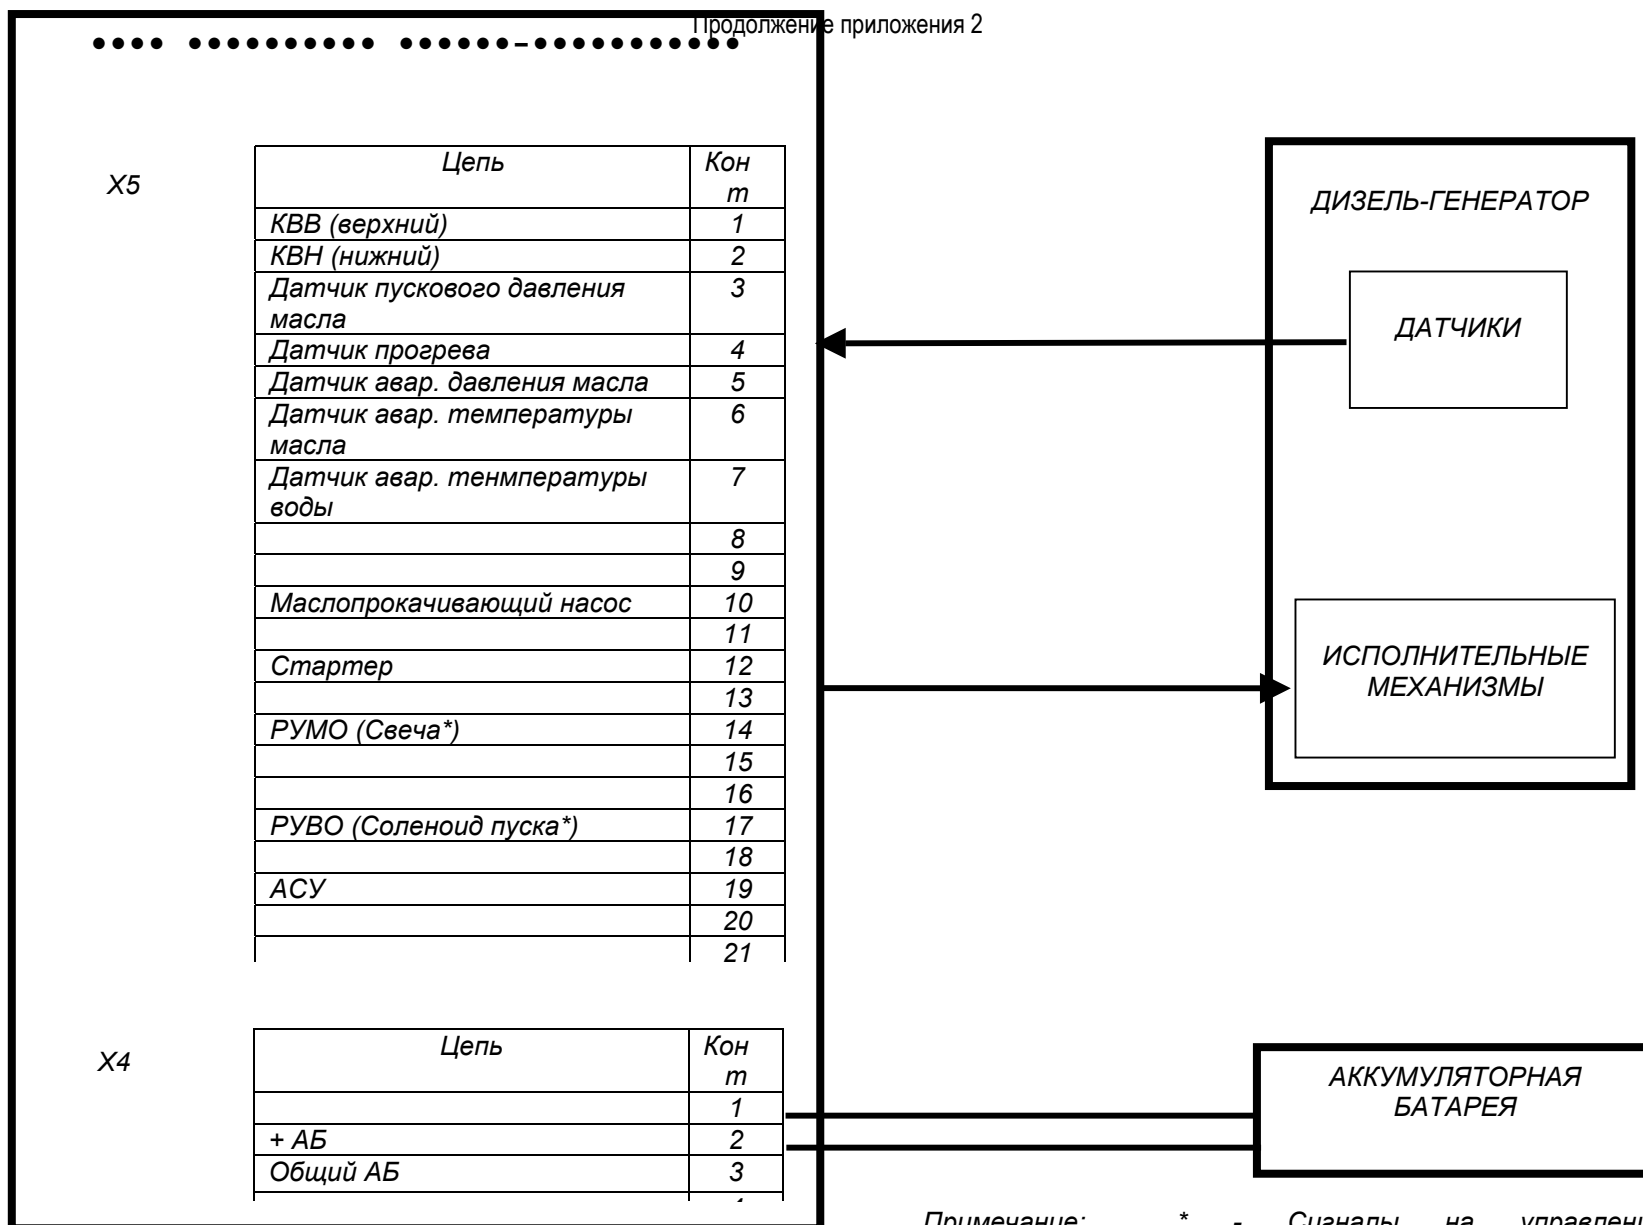 Продолжение приложения 2
X5
Цепь Кон
т
КВВ (верхний) 1
КВН (нижний) 2
Датчик пускового давления 3
масла
Датчик прогрева 4
Датчик авар. давления масла 5
Датчик авар. температуры 6
масла
Датчик авар. тенмпературы 7
воды
8
9
Маслопрокачивающий насос 10
11
Стартер 12
13
РУМО (Свеча*) 14
15
16
РУВО (Соленоид пуска*) 17
18
АСУ 19
20
21
ДИЗЕЛЬ-ГЕНЕРАТОР
ДАТЧИКИ
ИСПОЛНИТЕЛЬНЫЕ
МЕХАНИЗМЫ
X4
Цепь Кон
т
1
+ АБ 2
Общий АБ 3
АККУМУЛЯТОРНАЯ
БАТАРЕЯ
Примечание: * - Сигналы на управлени